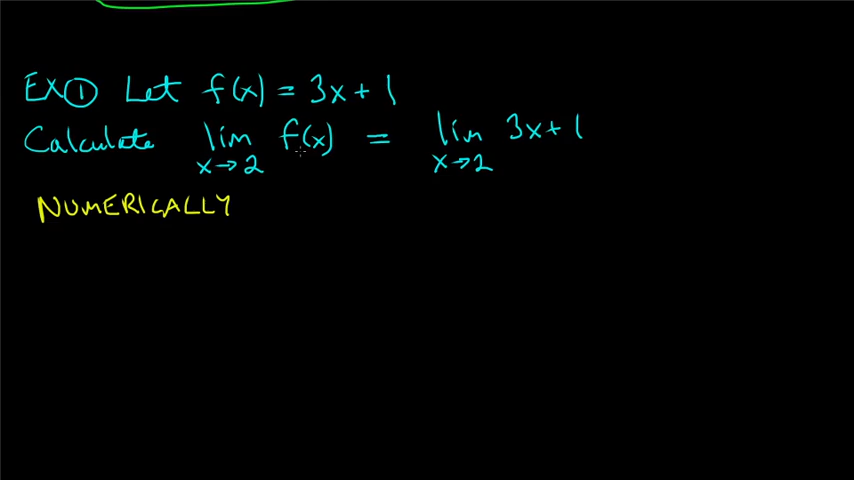 Ex① Let f(x) = 3x + 1
Calculate lim x→2 f(x) = lim x→2 3x+1
NUMERICALLY